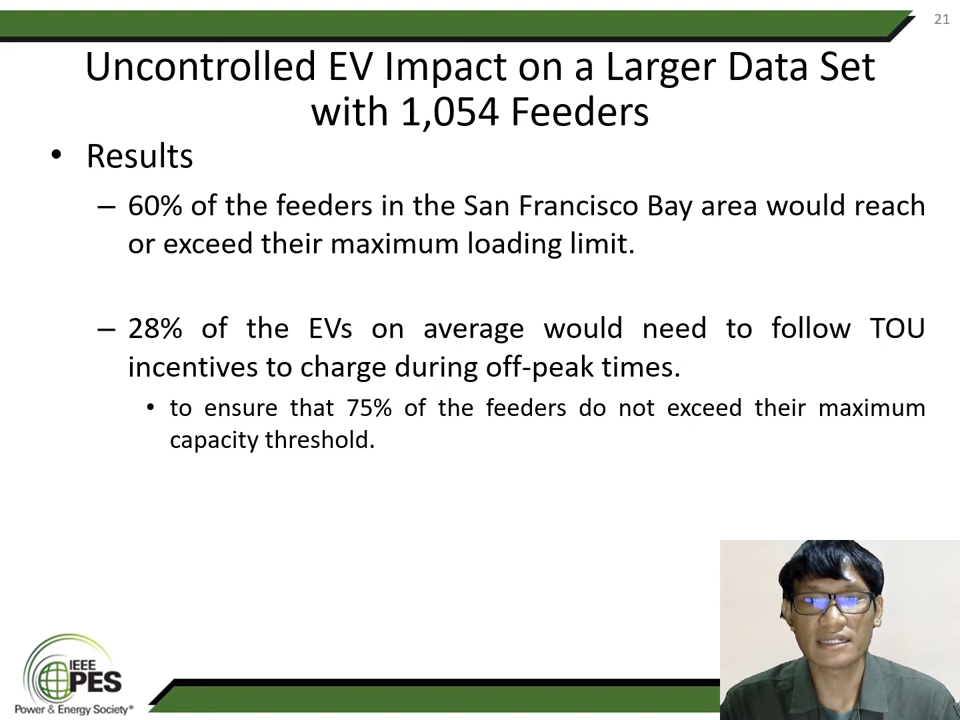 21
Uncontrolled EV Impact on a Larger Data Set
with 1,054 Feeders
• Results
– 60% of the feeders in the San Francisco Bay area would reach
or exceed their maximum loading limit.
– 28% of the EVs on average would need to follow TOU
incentives to charge during off-peak times.
• to ensure that 75% of the feeders do not exceed their maximum
capacity threshold.
IEEE
PES
Power & Energy Society®